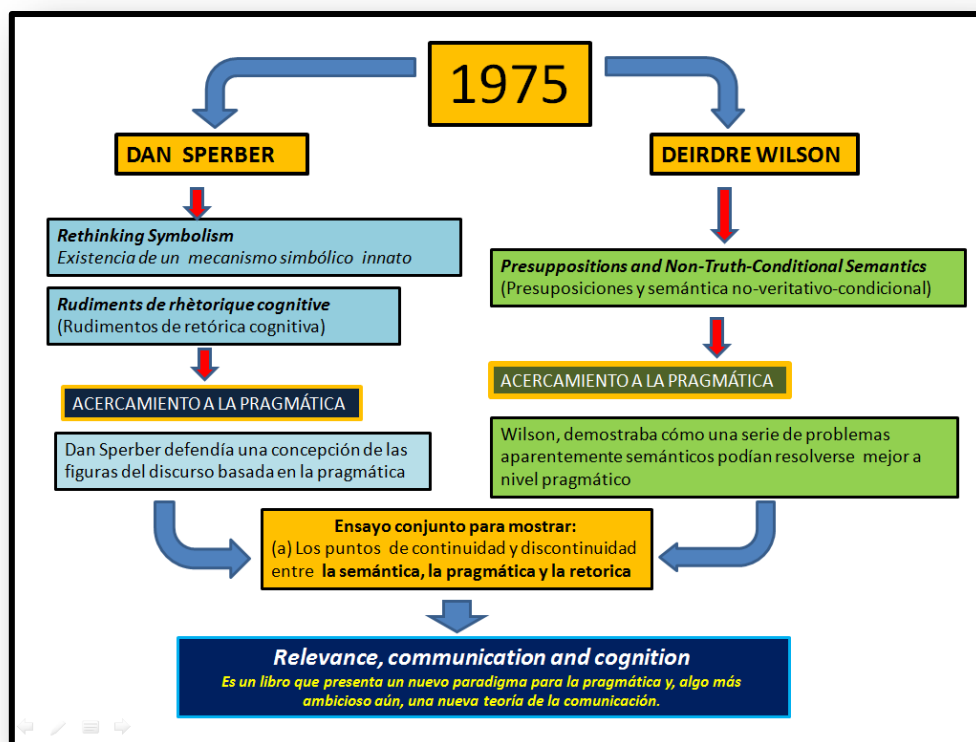 1975
DAN SPERBER
DEIRDRE WILSON
Rethinking Symbolism
Existencia de un mecanismo simbólico innato
Rudiments de rhètorique cognitive
(Rudimentos de retórica cognitiva)
ACERCAMIENTO A LA PRAGMÁTICA
Dan Sperber defendía una concepción de las
figuras del discurso basada en la pragmática
Presuppositions and Non-Truth-Conditional Semantics
(Presuposiciones y semántica no-veritativo-condicional)
ACERCAMIENTO A LA PRAGMÁTICA
Wilson, demostraba cómo una serie de problemas
aparentemente semánticos podían resolverse mejor a
nivel pragmático
Ensayo conjunto para mostrar:
(a) Los puntos de continuidad y discontinuidad
entre la semántica, la pragmática y la retorica
Relevance, communication and cognition
Es un libro que presenta un nuevo paradigma para la pragmática y, algo más
ambicioso aún, una nueva teoría de la comunicación.